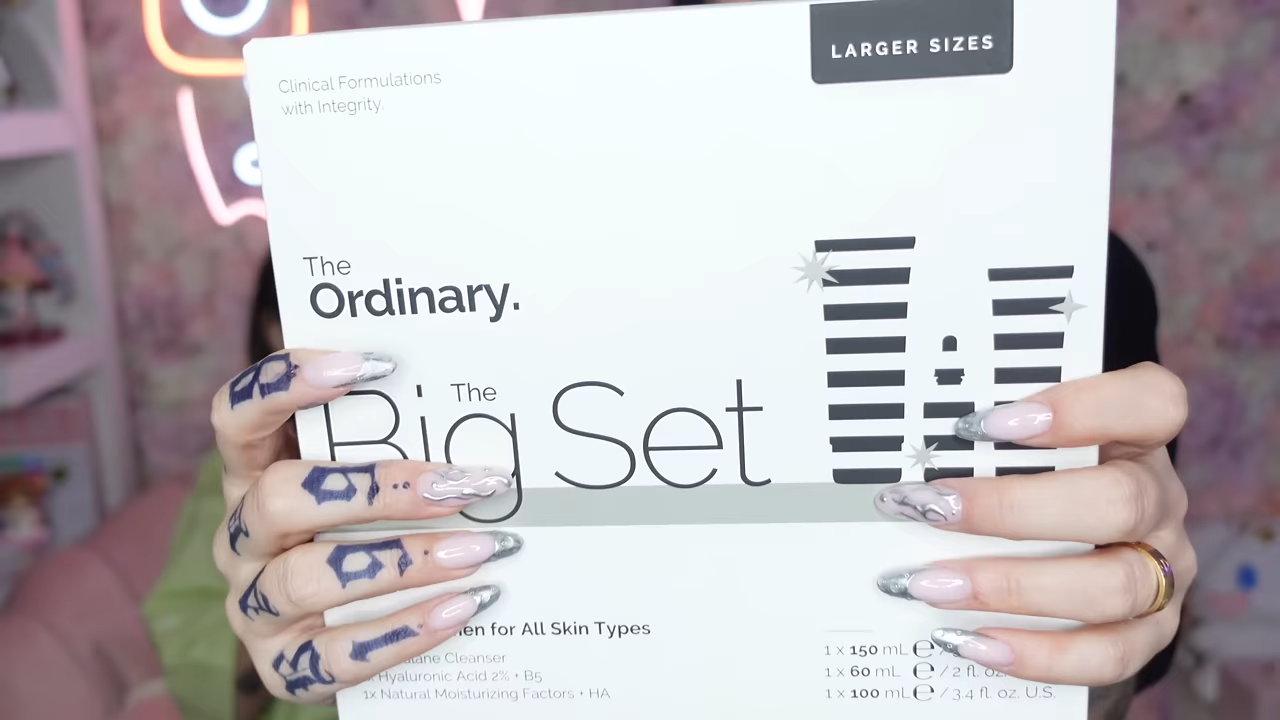 LARGER SIZES
Clinical Formulations
with Integrity.
The
Ordinary.
The
Big Set
for All Skin Types
Cleanser
Hyaluronic Acid 2% + B5
1x Natural Moisturizing Factors + HA
1 x 150 mL ℮
1 x 60 mL ℮ / 2 fl. oz.
1 x 100 mL ℮ / 3.4 fl. oz. U.S.